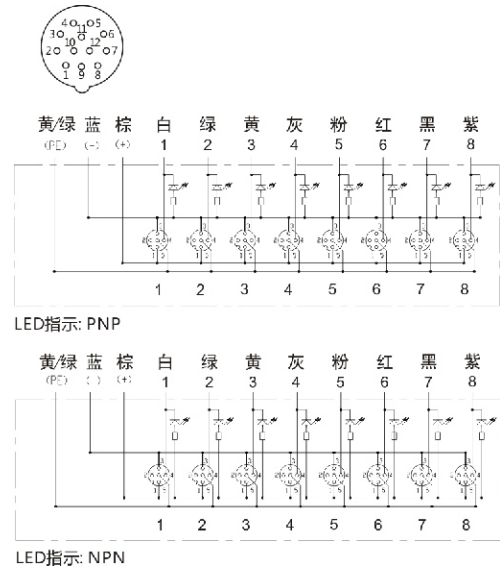 4 11 5
3 6
10 12
2 7
1 9 8
黄/绿 蓝 棕 白 绿 黄 灰 粉 红 黑 紫
(PE) (-) (+) 1 2 3 4 5 6 7 8
1 2 3 4 5 6 7 8
LED指示: PNP
黄/绿 蓝 棕 白 绿 黄 灰 粉 红 黑 紫
(PE) (-) (+) 1 2 3 4 5 6 7 8
1 2 3 4 5 6 7 8
LED指示: NPN